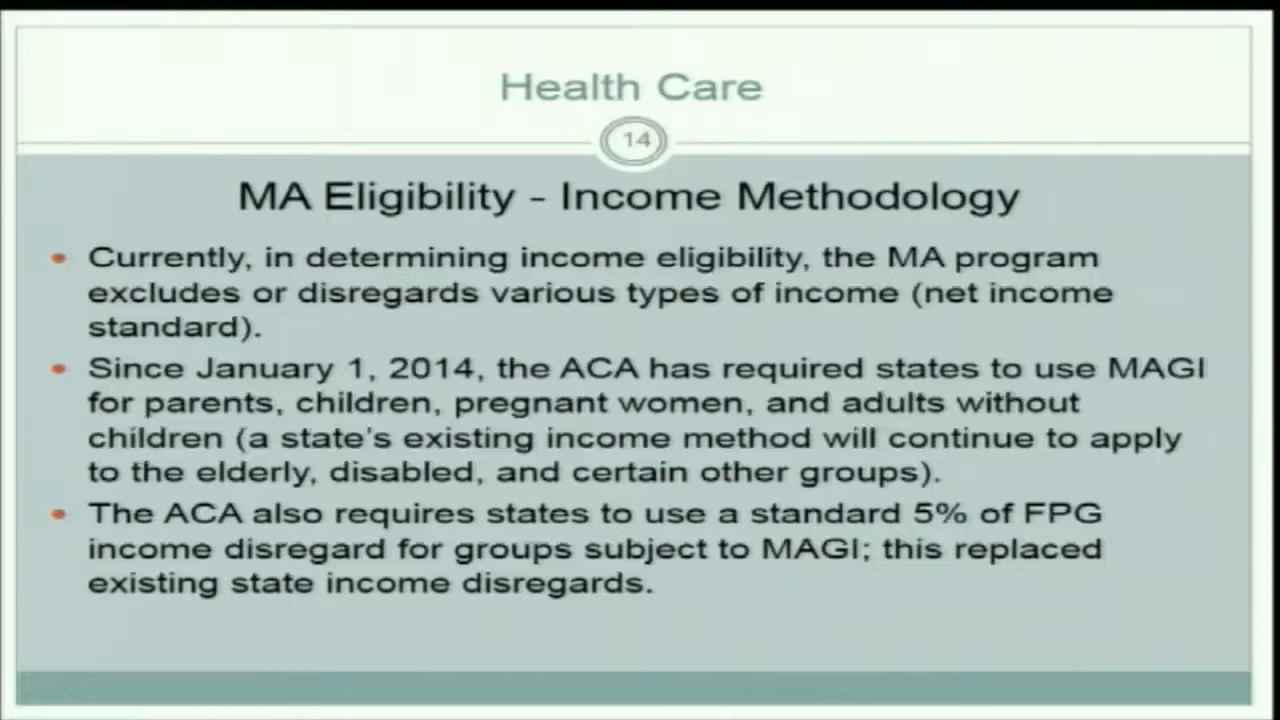 Health Care
14
MA Eligibility - Income Methodology
• Currently, in determining income eligibility, the MA program
excludes or disregards various types of income (net income
standard).
• Since January 1, 2014, the ACA has required states to use MAGI
for parents, children, pregnant women, and adults without
children (a state's existing income method will continue to apply
to the elderly, disabled, and certain other groups).
• The ACA also requires states to use a standard 5% of FPG
income disregard for groups subject to MAGI; this replaced
existing state income disregards.